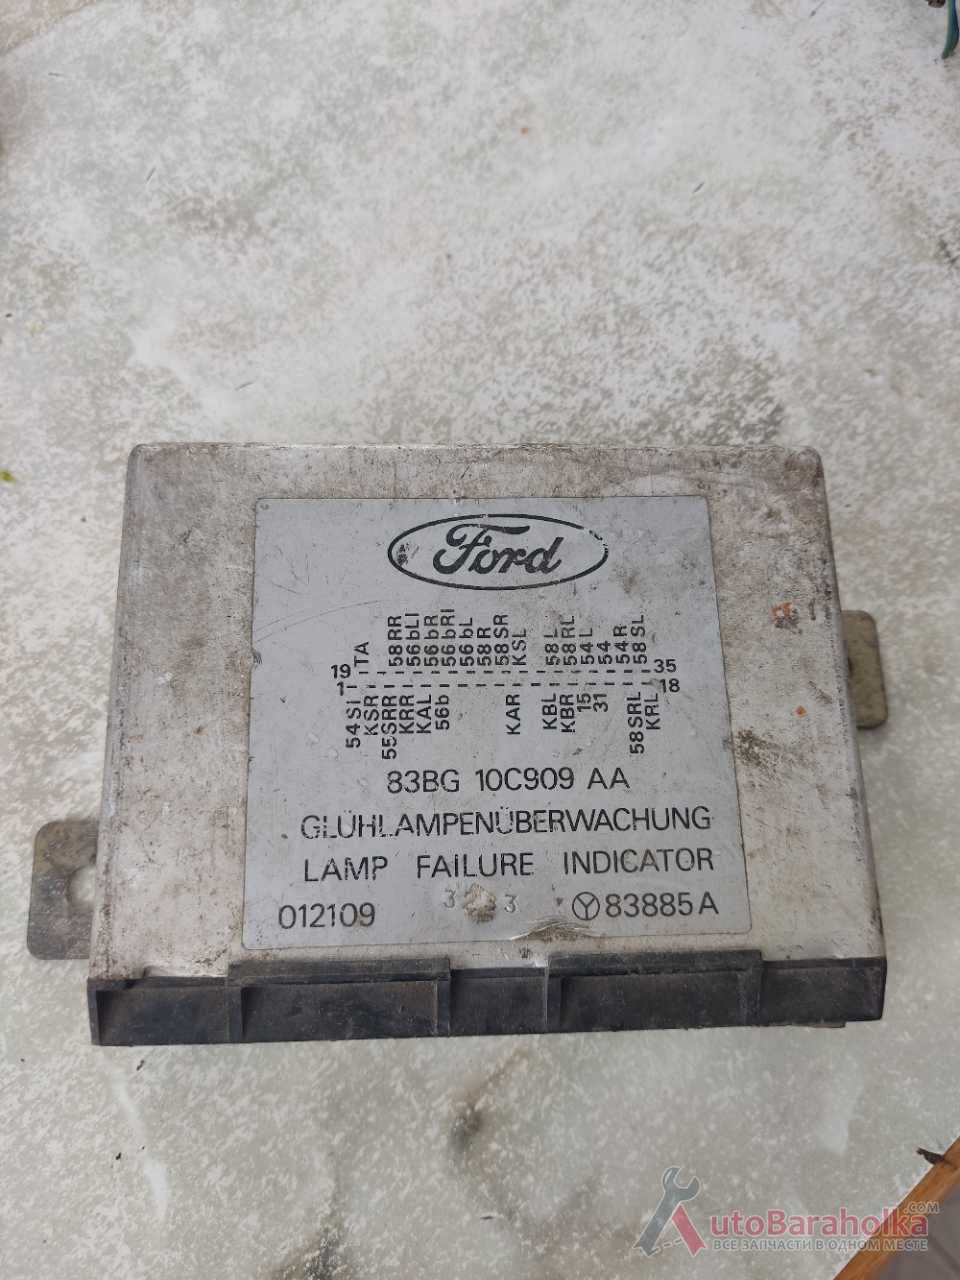 Ford
19 TA 58RR 56bLI 56bR 56bRI 56bL 58R 58SR KSL 58L 58RL 54L 54 54R 58SL 35
1 54Si KSR 55SRR KRR KAL 56b KAR KBL KBR 15 31 58SRL KRL 18
83BG 10C909 AA
GLÜHLAMPENÜBERWACHUNG
LAMP FAILURE INDICATOR
012109 83885A
AutoBaraholka.COM
ВСЕ ЗАПЧАСТИ В ОДНОМ МЕСТЕ